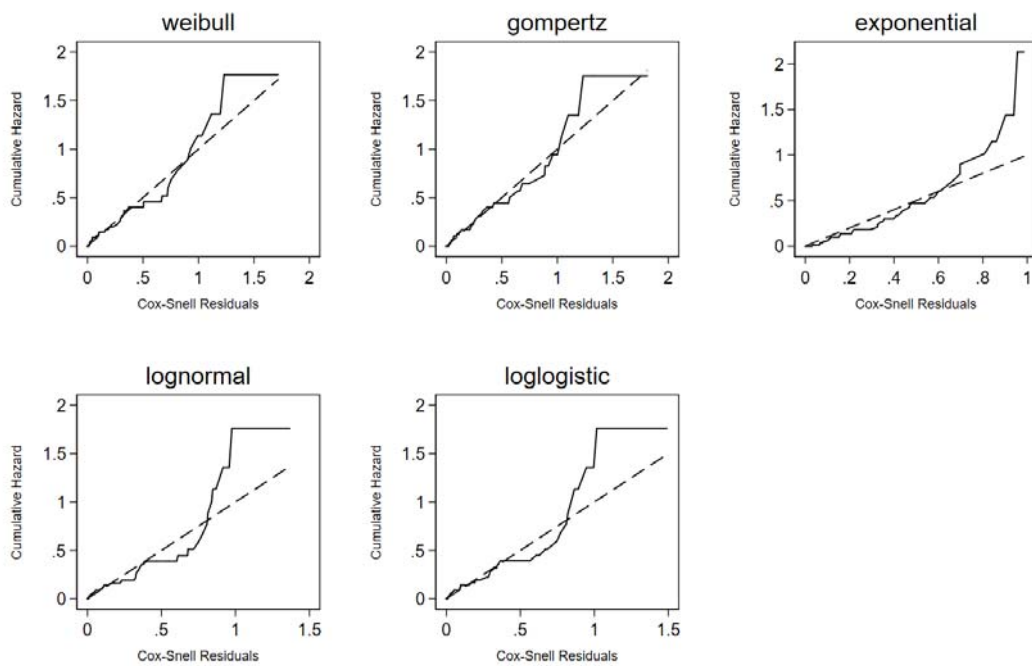 weibull
2
1.5
1
.5
0
Cumulative Hazard
0 .5 1 1.5 2
Cox-Snell Residuals
gompertz
2
1.5
1
.5
0
Cumulative Hazard
0 .5 1 1.5 2
Cox-Snell Residuals
exponential
2
1.5
1
.5
0
Cumulative Hazard
0 .2 .4 .6 .8 1
Cox-Snell Residuals
lognormal
2
1.5
1
.5
0
Cumulative Hazard
0 .5 1 1.5
Cox-Snell Residuals
loglogistic
2
1.5
1
.5
0
Cumulative Hazard
0 .5 1 1.5
Cox-Snell Residuals